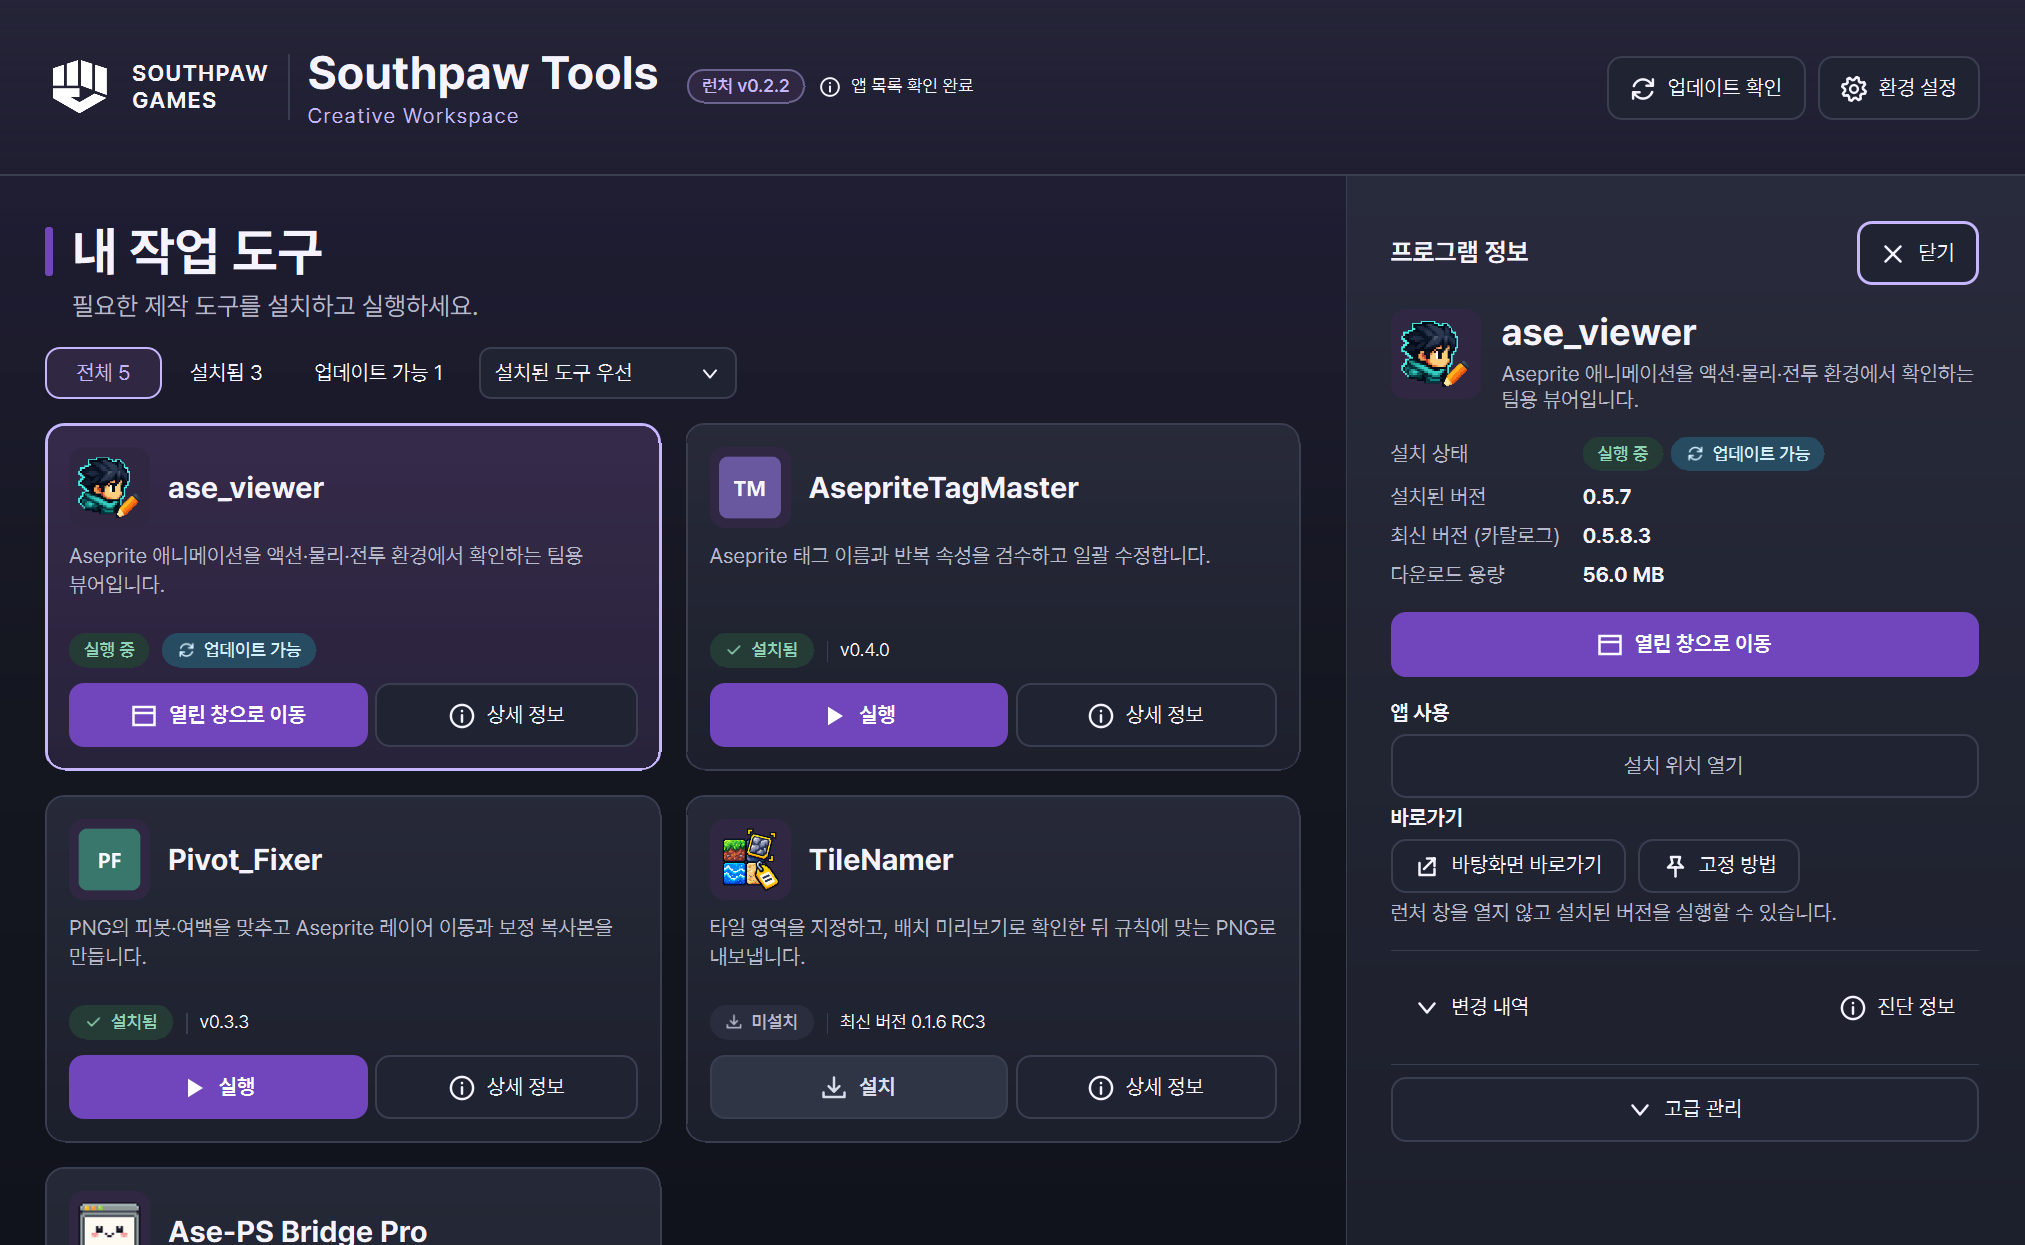 SOUTHPAW
GAMES
Southpaw Tools
Creative Workspace
런처 v0.2.2
앱 목록 확인 완료
업데이트 확인
환경 설정
내 작업 도구
필요한 제작 도구를 설치하고 실행하세요.
전체 5
설치됨 3
업데이트 가능 1
설치된 도구 우선
ase_viewer
Aseprite 애니메이션을 액션·물리·전투 환경에서 확인하는 팀용
뷰어입니다.
실행 중
업데이트 가능
열린 창으로 이동
상세 정보
TM
AsepriteTagMaster
Aseprite 태그 이름과 반복 속성을 검수하고 일괄 수정합니다.
설치됨
v0.4.0
실행
상세 정보
PF
Pivot_Fixer
PNG의 피봇·여백을 맞추고 Aseprite 레이어 이동과 보정 복사본을
만듭니다.
설치됨
v0.3.3
실행
상세 정보
TileNamer
타일 영역을 지정하고, 배치 미리보기로 확인한 뒤 규칙에 맞는 PNG로
내보냅니다.
미설치
최신 버전 0.1.6 RC3
설치
상세 정보
Ase-PS Bridge Pro
프로그램 정보
닫기
ase_viewer
Aseprite 애니메이션을 액션·물리·전투 환경에서 확인하는
팀용 뷰어입니다.
설치 상태
실행 중
업데이트 가능
설치된 버전
0.5.7
최신 버전 (카탈로그)
0.5.8.3
다운로드 용량
56.0 MB
열린 창으로 이동
앱 사용
설치 위치 열기
바로가기
바탕화면 바로가기
고정 방법
런처 창을 열지 않고 설치된 버전을 실행할 수 있습니다.
변경 내역
진단 정보
고급 관리